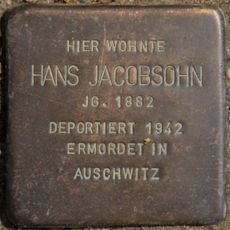 HIER WOHNTE
HANS JACOBSOHN
JG. 1882
DEPORTIERT 1942
ERMORDET IN
AUSCHWITZ